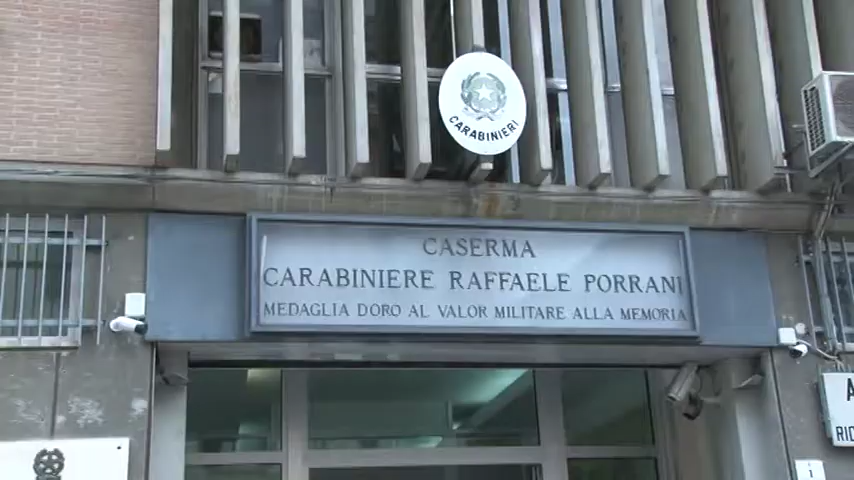 CARABINIERI
CASERMA
CARABINIERE RAFFAELE PORRANI
MEDAGLIA DORO AL VALOR MILITARE ALLA MEMORIA